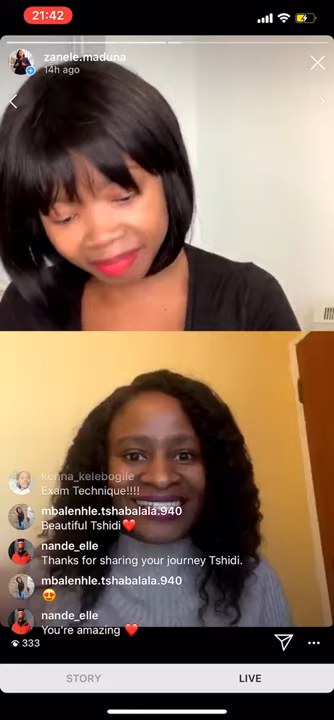 21:42
zanele.maduna
14h ago
kenna_kelebogile
Exam Technique!!!!
mbalenhle.tshabalala.940
Beautiful Tshidi❤️
nande_elle
Thanks for sharing your journey Tshidi.
mbalenhle.tshabalala.940
😍
nande_elle
You're amazing ❤️
333
STORY
LIVE